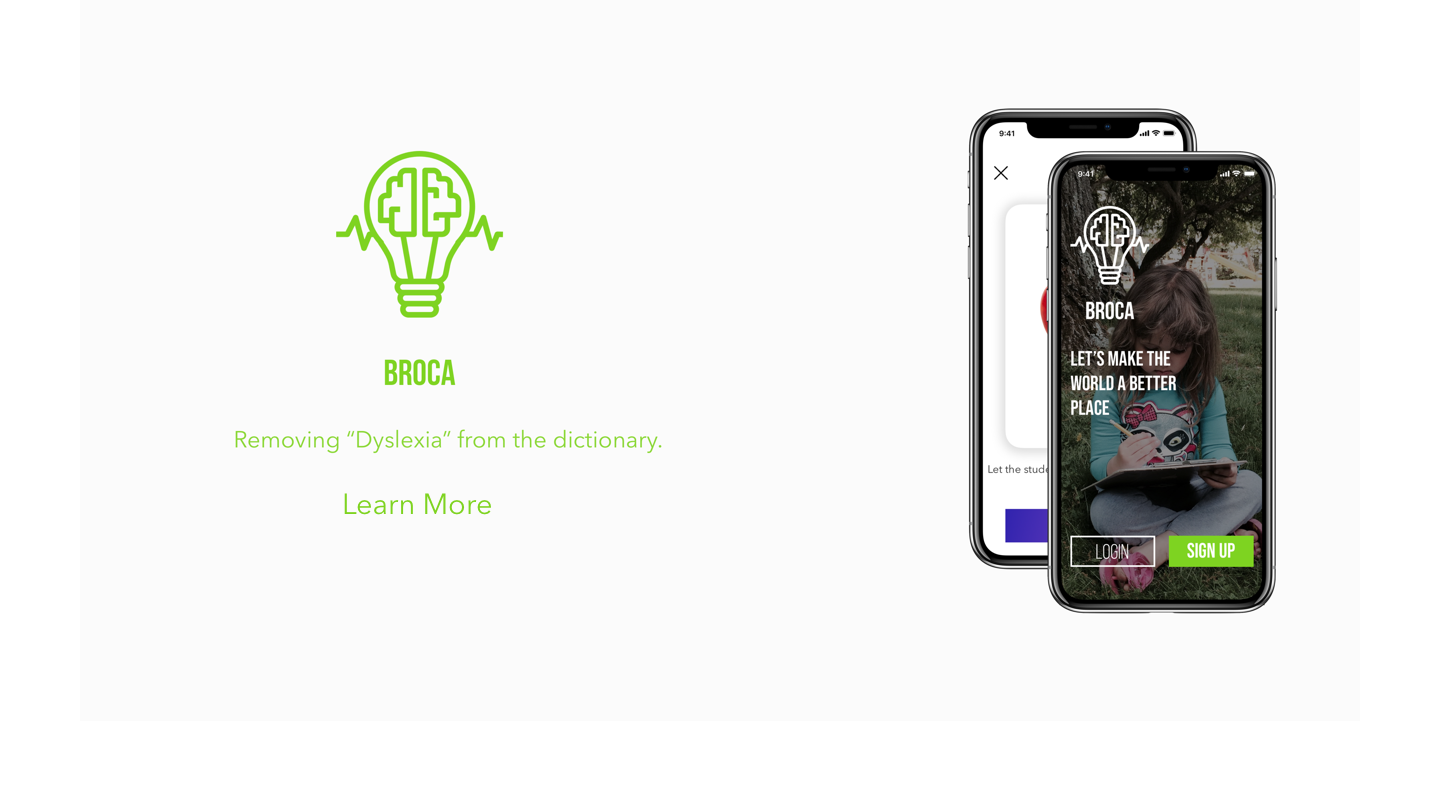 BROCA
Removing “Dyslexia” from the dictionary.
Learn More
9:41
Let the
9:41
BROCA
LET’S MAKE THE
WORLD A BETTER
PLACE
LOGIN
SIGN UP